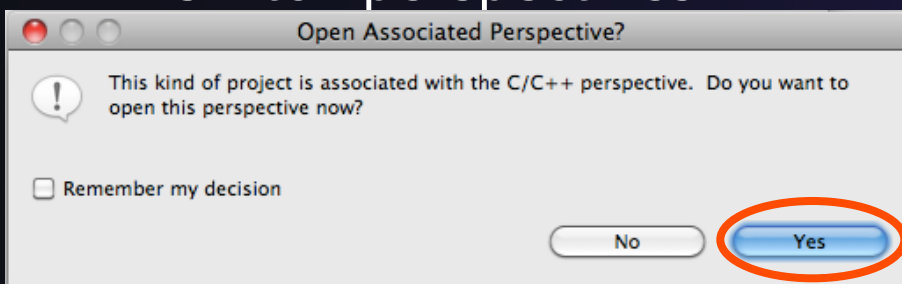 Open Associated Perspective?
This kind of project is associated with the C/C++ perspective. Do you want to
open this perspective now?
Remember my decision
No
Yes